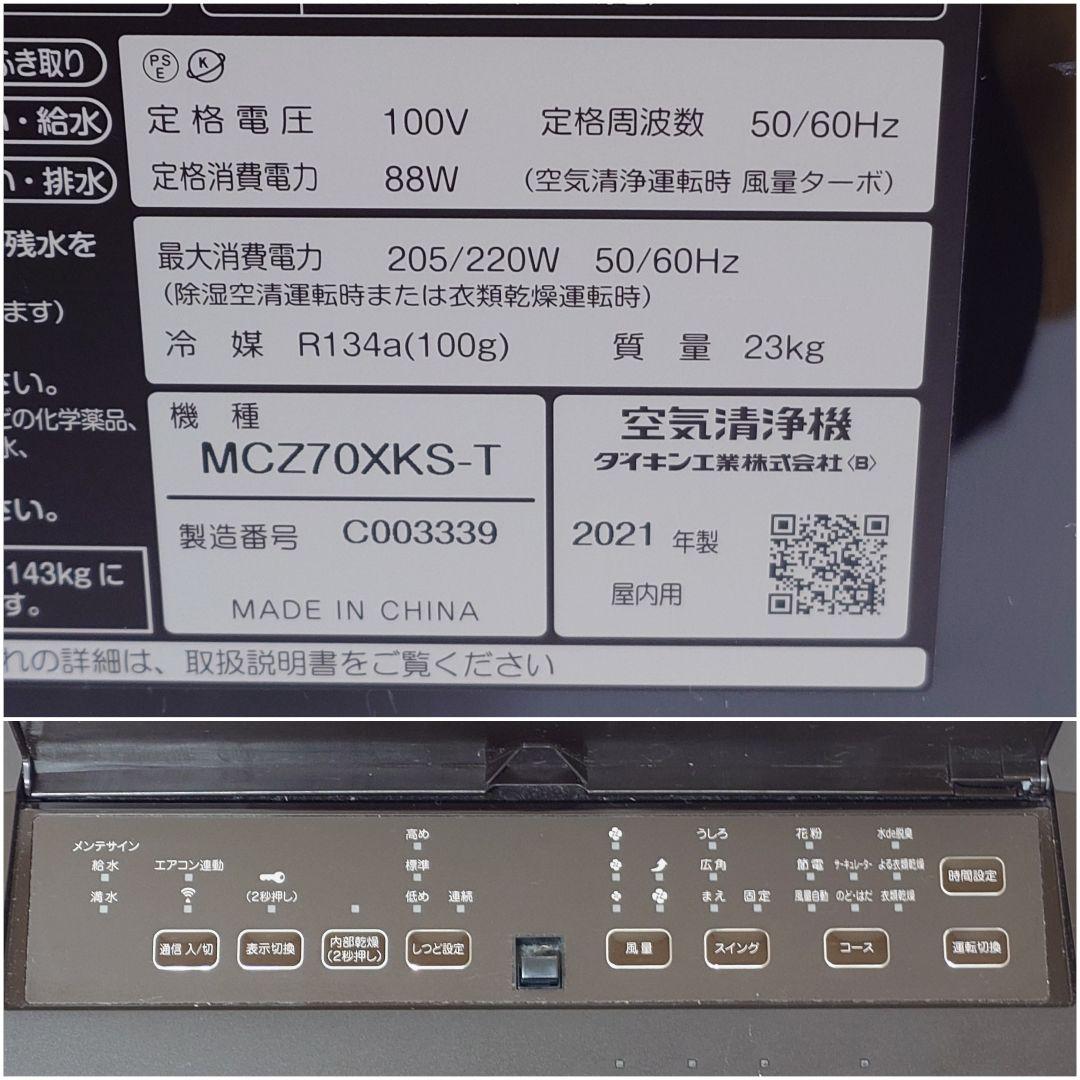 ふき取り
・給水
・排水
残水を
ます)
さい。
どの化学薬品、
水、
さい。
143kgに
す。
PS
E
K
定格電圧 100V 定格周波数 50/60Hz
定格消費電力 88W (空気清浄運転時 風量ターボ)
最大消費電力 205/220W 50/60Hz
(除湿空清運転時または衣類乾燥運転時)
冷媒 R134a(100g) 質量 23kg
機種
MCZ70XKS-T
製造番号 C003339
MADE IN CHINA
空気清浄機
ダイキン工業株式会社〈B〉
2021 年製
屋内用
れの詳細は、取扱説明書をご覧ください
メンテサイン
給水
満水
エアコン連動
(2秒押し)
高め
標準
低め 連続
うしろ
広角
まえ 固定
花粉 水de脱臭
節電 サーキュレーター よる衣類乾燥
風量自動 のど・はだ 衣類乾燥
時間設定
通信 入/切
表示切換
内部乾燥
(2秒押し)
しつど設定
風量
スイング
コース
運転切換